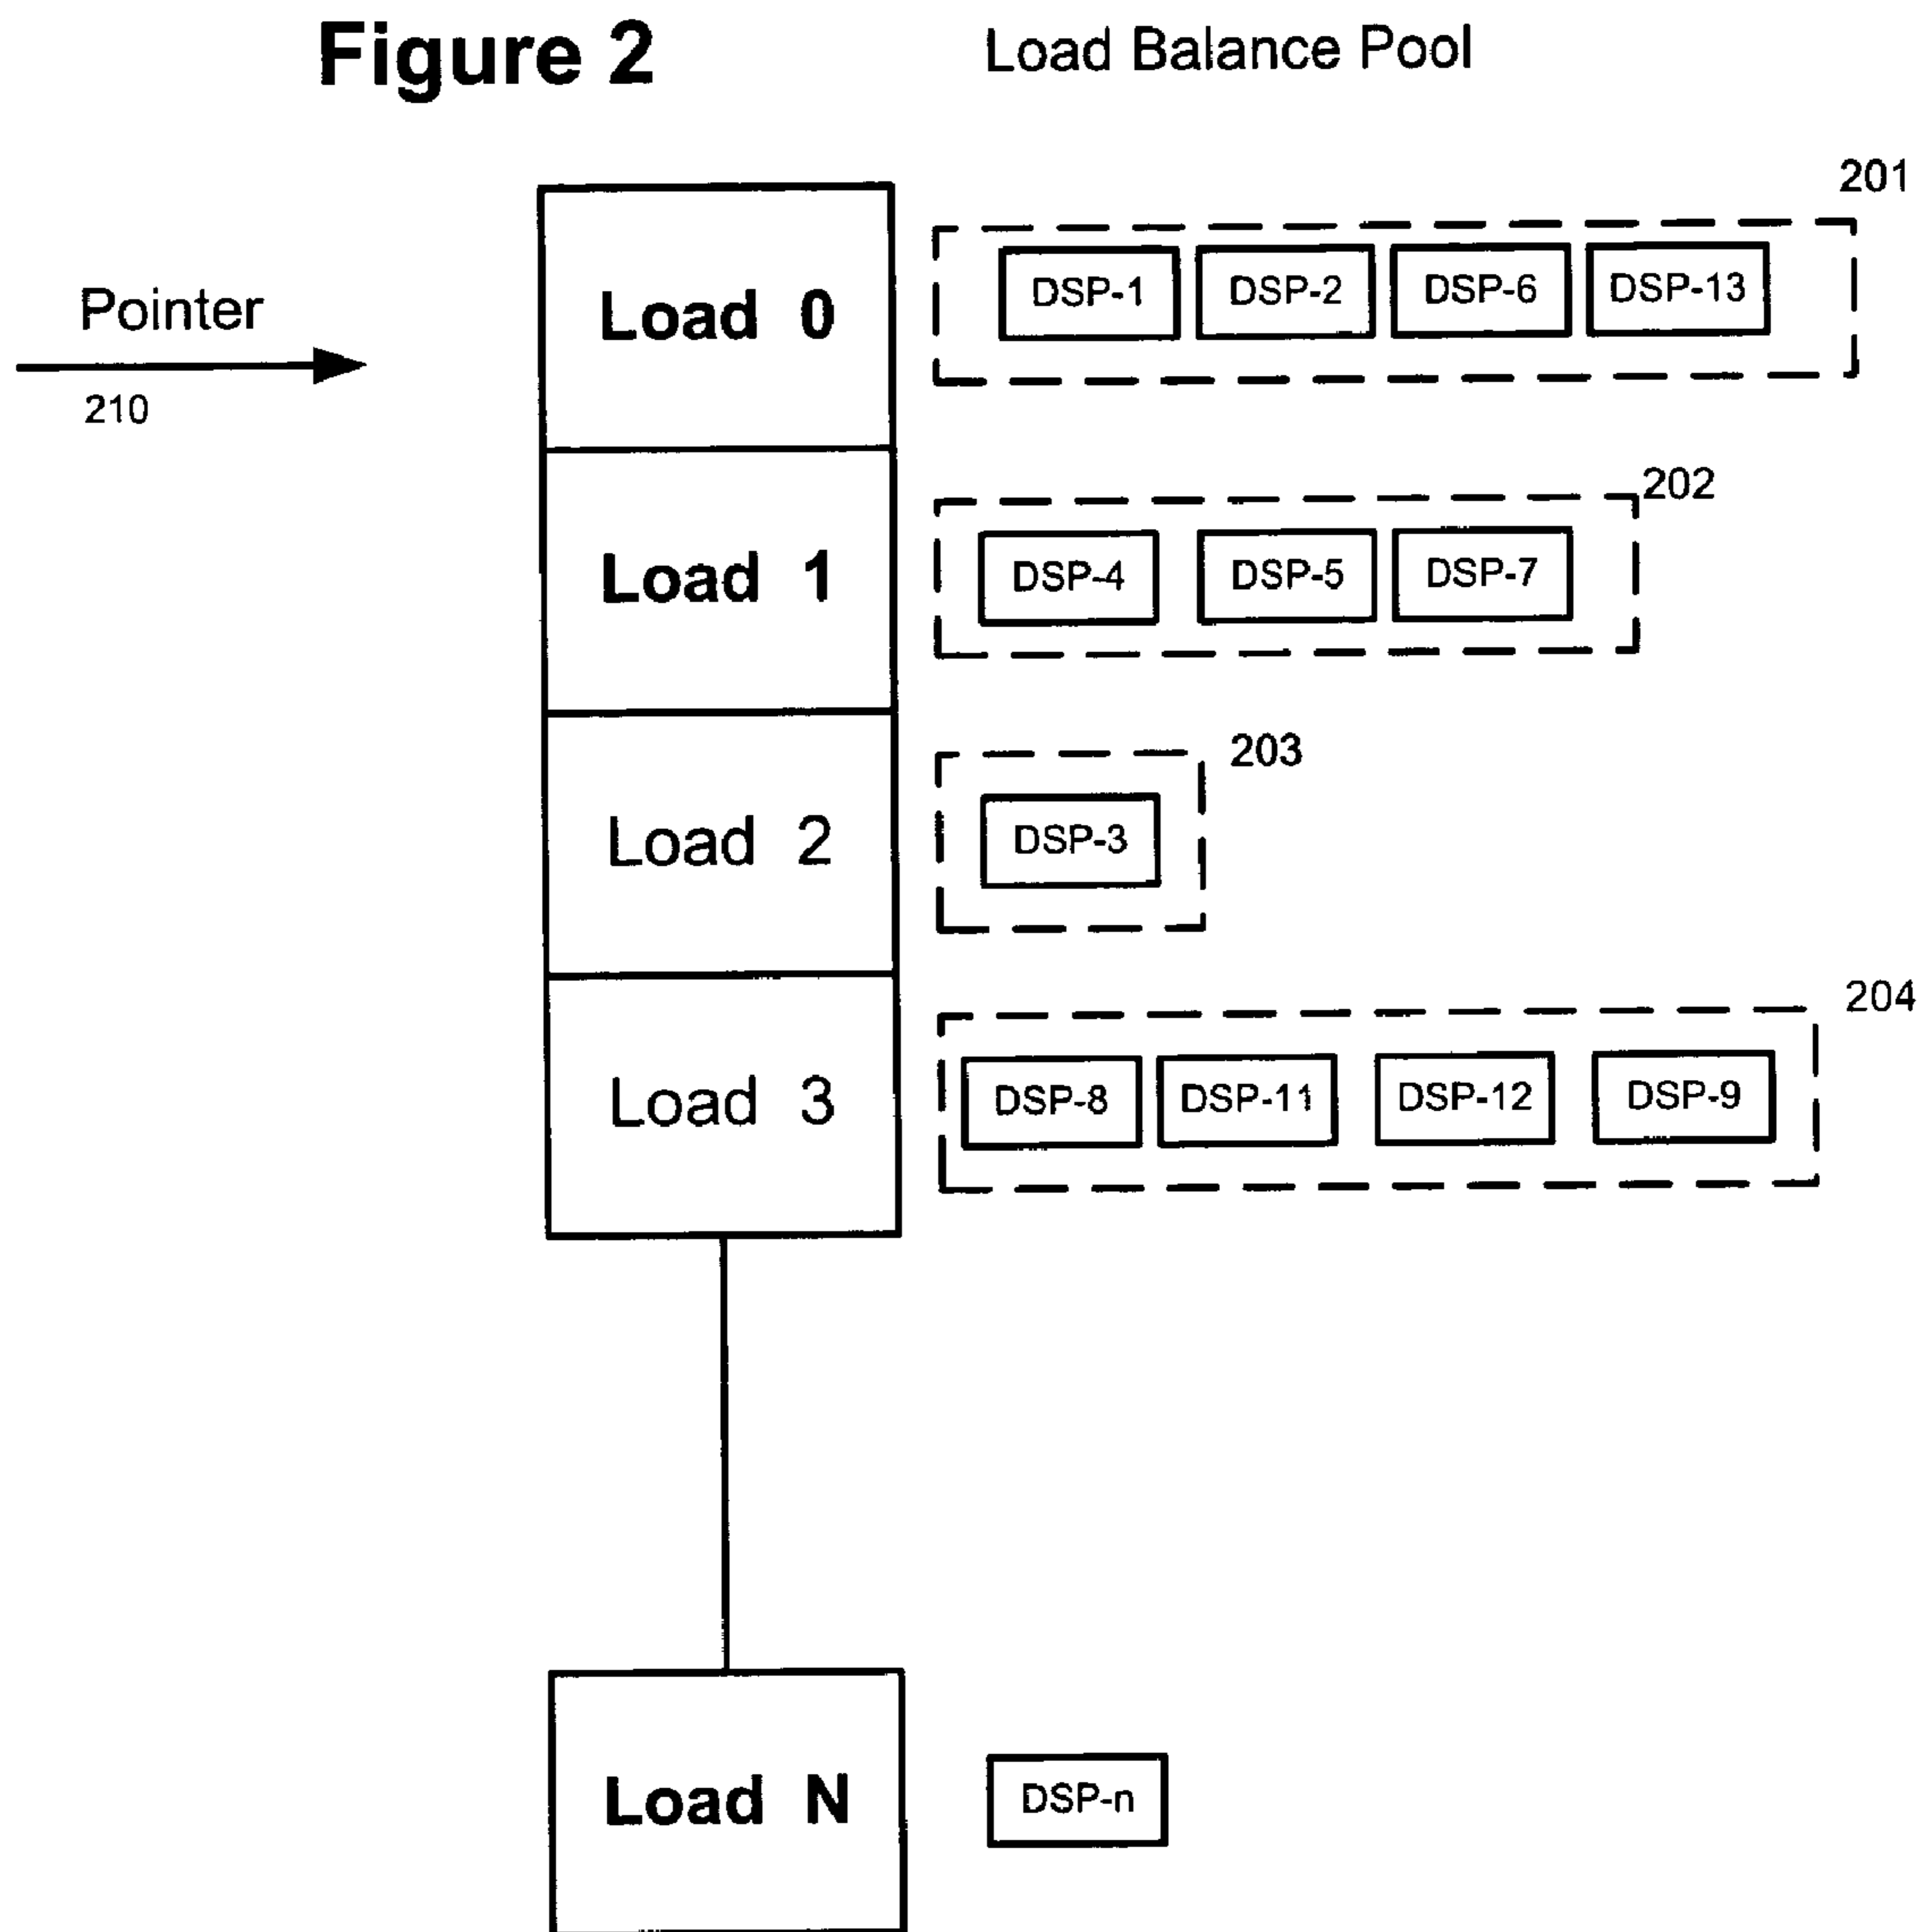 Figure 2
Load Balance Pool
201
Pointer
210
Load 0
DSP-1 DSP-2 DSP-6 DSP-13
202
Load 1
DSP-4 DSP-5 DSP-7
203
Load 2
DSP-3
204
Load 3
DSP-8 DSP-11 DSP-12 DSP-9
Load N
DSP-n